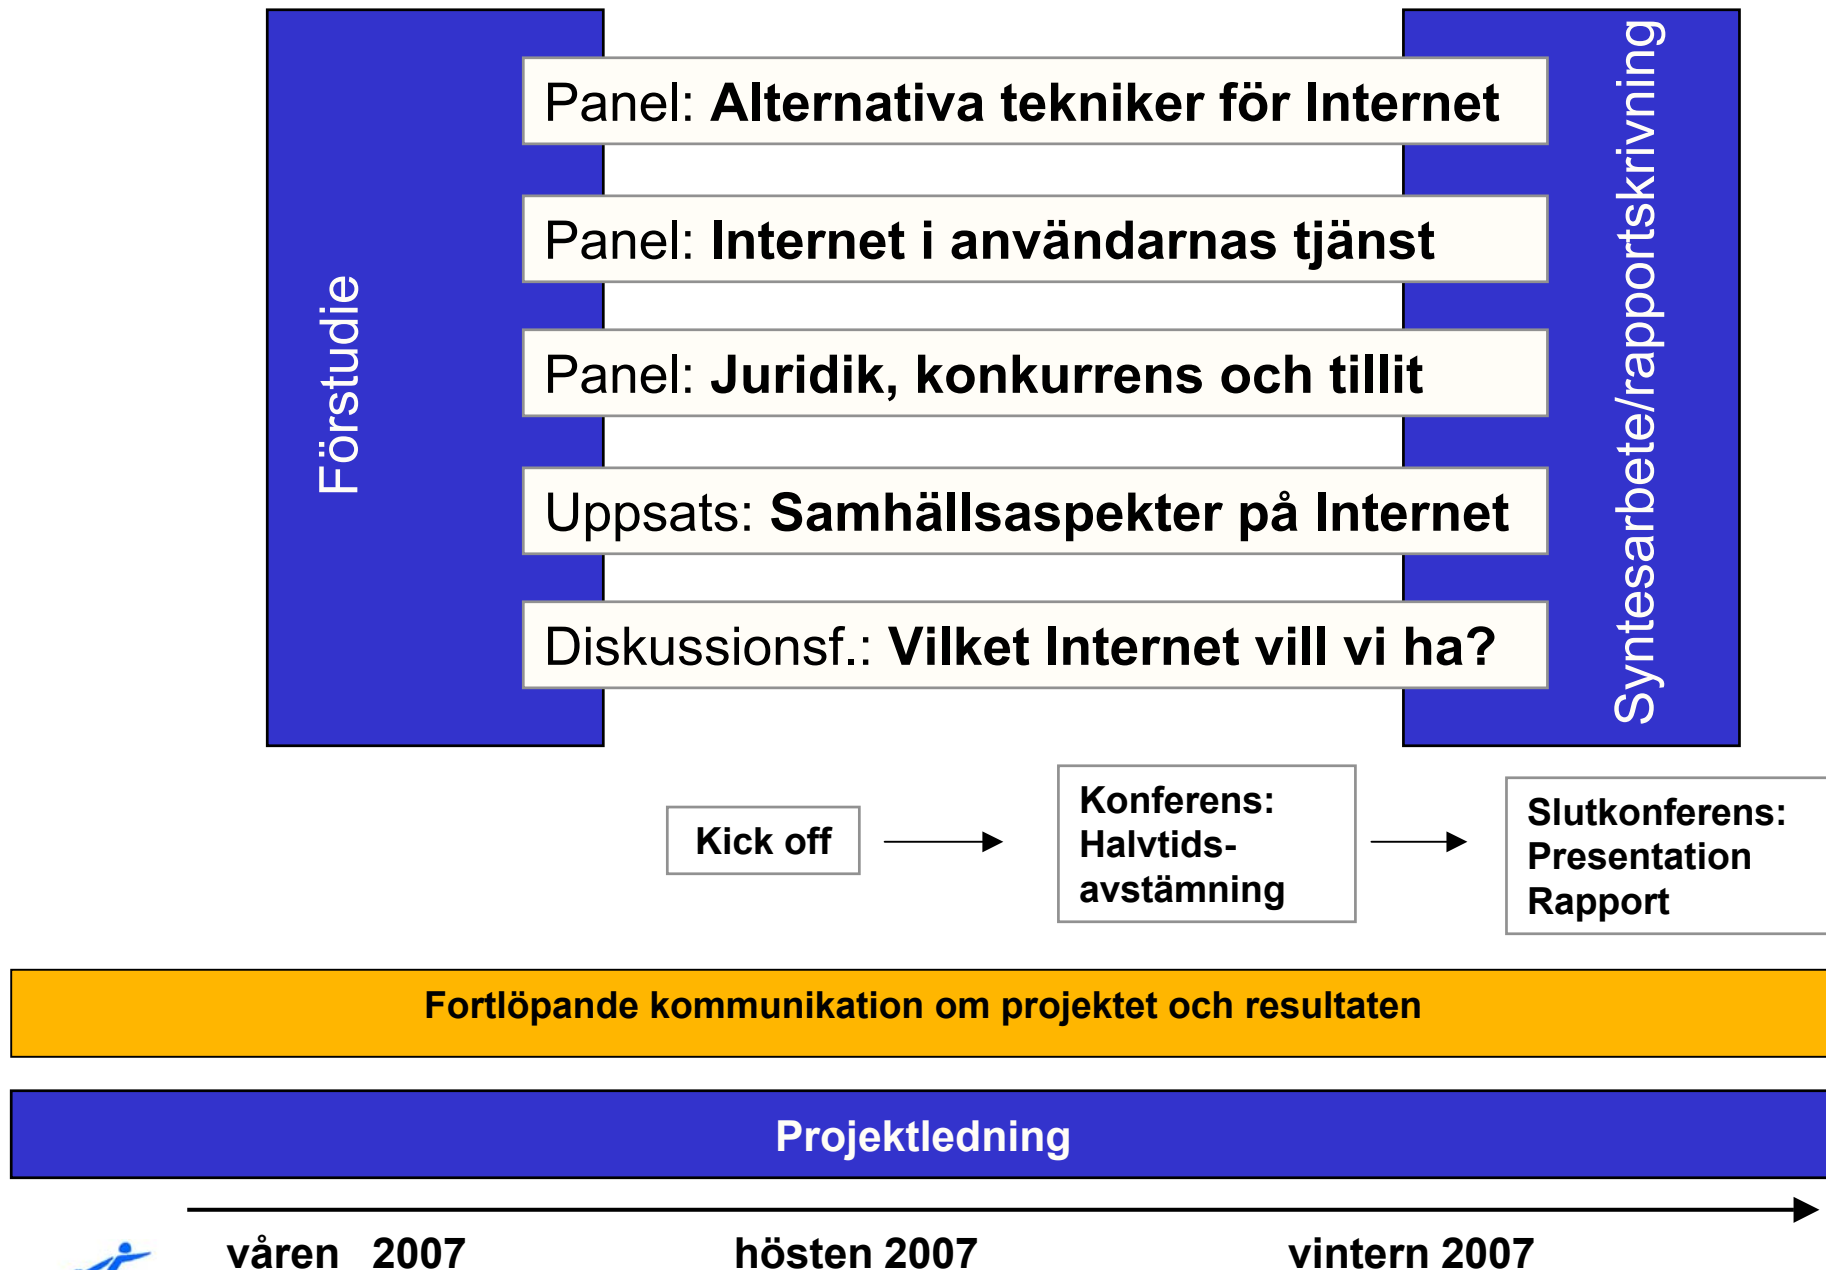 Förstudie
Panel: Alternativa tekniker för Internet
Panel: Internet i användarnas tjänst
Panel: Juridik, konkurrens och tillit
Uppsats: Samhällsaspekter på Internet
Diskussionsf.: Vilket Internet vill vi ha?
Syntesarbete/rapportskrivning
Kick off
Konferens:
Halvtids-
avstämning
Slutkonferens:
Presentation
Rapport
Fortlöpande kommunikation om projektet och resultaten
Projektledning
våren 2007
hösten 2007
vintern 2007